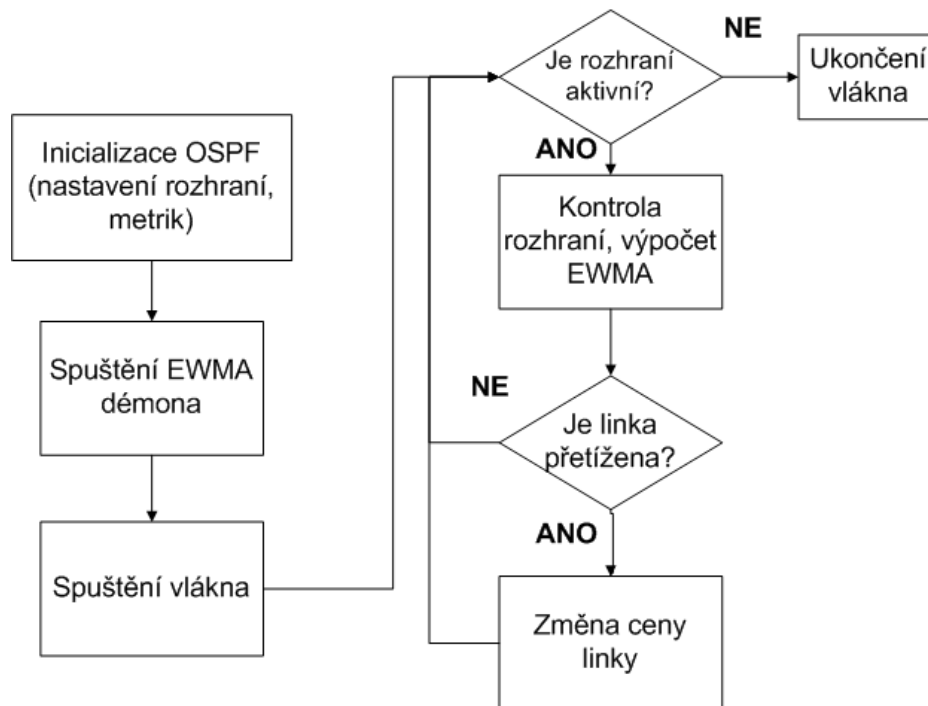 Inicializace OSPF
(nastavení rozhraní,
metrik)
Spuštění EWMA
démona
Spuštění vlákna
Je rozhraní
aktivní?
NE
Ukončení
vlákna
ANO
Kontrola
rozhraní, výpočet
EWMA
NE
Je linka
přetížena?
ANO
Změna ceny
linky